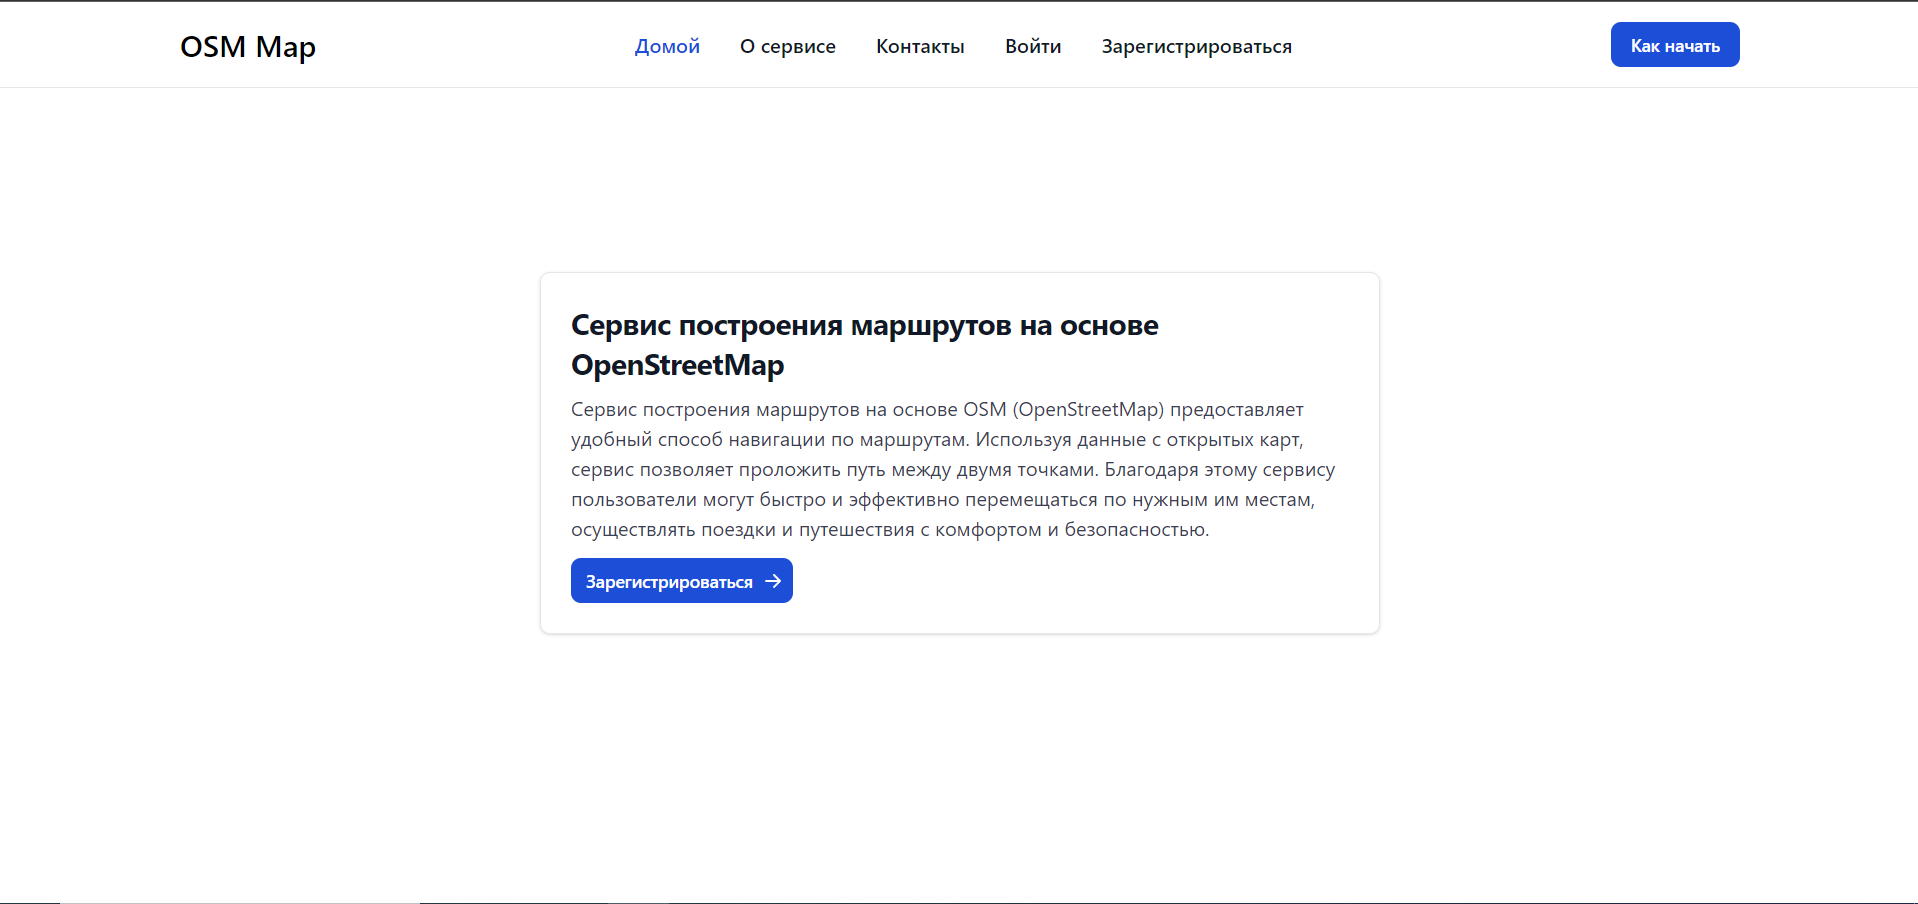 OSM Map
Домой
О сервисе
Контакты
Войти
Зарегистрироваться
Как начать
Сервис построения маршрутов на основе
OpenStreetMap
Сервис построения маршрутов на основе OSM (OpenStreetMap) предоставляет
удобный способ навигации по маршрутам. Используя данные с открытых карт,
сервис позволяет проложить путь между двумя точками. Благодаря этому сервису
пользователи могут быстро и эффективно перемещаться по нужным им местам,
осуществлять поездки и путешествия с комфортом и безопасностью.
Зарегистрироваться